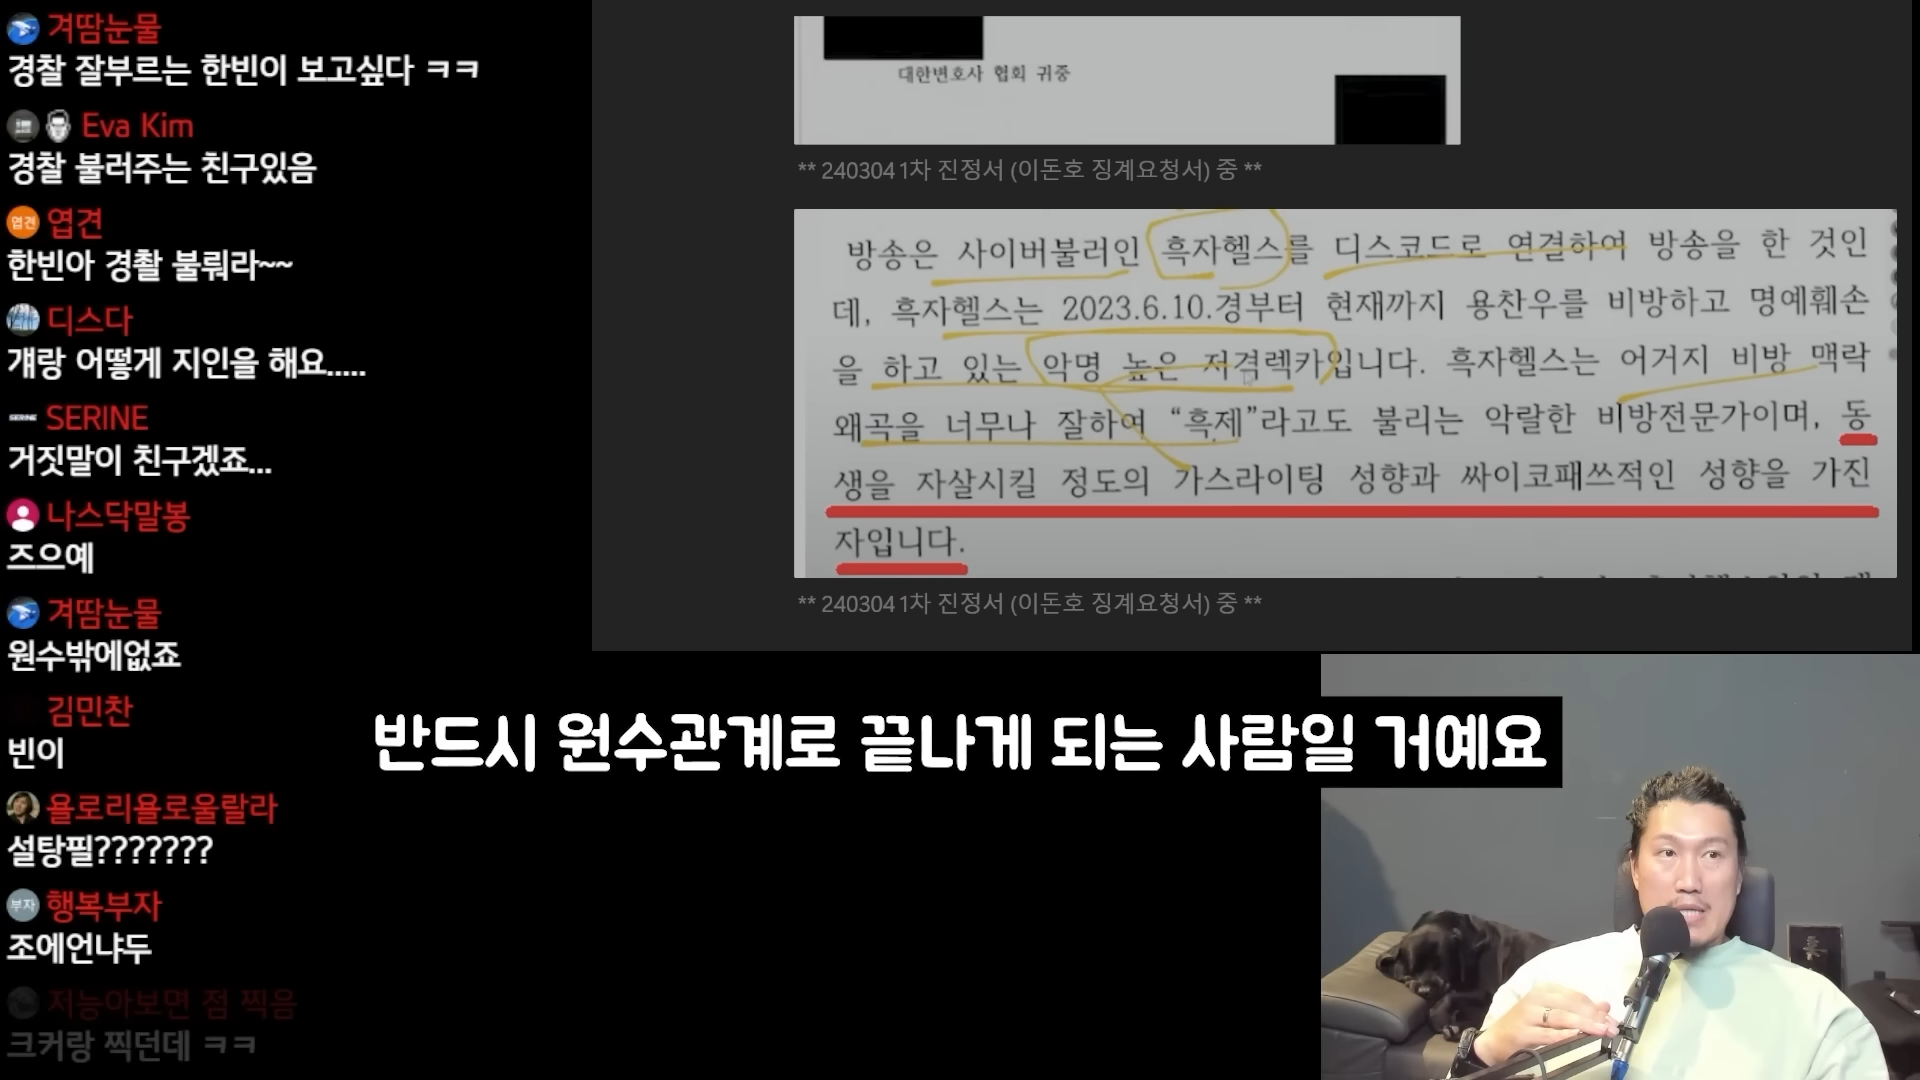 겨땀눈물
경찰 잘부르는 한빈이 보고싶다 ㅋㅋ
Eva Kim
경찰 불러주는 친구있음
엽견
엽견
한빈아 경촬 불뤄라~~
디스다
걔랑 어떻게 지인을 해요.....
SERINE
SERINE
거짓말이 친구겠죠...
나스닥말봉
즈으예
겨땀눈물
원수밖에없죠
김민찬
빈이
욜로리욜로울랄라
설탕필???????
부자
행복부자
조에언냐두
저능아보면 점 찍음
크커랑 찍던데 ㅋㅋ
대한변호사 협회 귀중
** 240304 1차 진정서 (이돈호 징계요청서) 중 **
방송은 사이버불러인 흑자헬스를 디스코드로 연결하여 방송을 한 것인
데, 흑자헬스는 2023.6.10.경부터 현재까지 용찬우를 비방하고 명예훼손
을 하고 있는 악명 높은 저격렉카입니다. 흑자헬스는 어거지 비방 맥락
왜곡을 너무나 잘하여 “흑제”라고도 불리는 악랄한 비방전문가이며, 동
생을 자살시킬 정도의 가스라이팅 성향과 싸이코패쓰적인 성향을 가진
자입니다.
** 240304 1차 진정서 (이돈호 징계요청서) 중 **
반드시 원수관계로 끝나게 되는 사람일 거예요